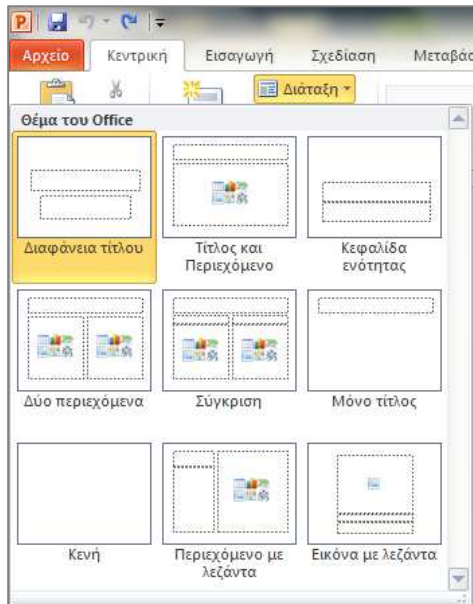 P
Αρχείο Κεντρική Εισαγωγή Σχεδίαση Μεταβάσ
Διάταξη
Θέμα του Office
Διαφάνεια τίτλου Τίτλος και Κεφαλίδα
Περιεχόμενο ενότητας
Δύο περιεχόμενα Σύγκριση Μόνο τίτλος
Κενή Περιεχόμενο με Εικόνα με λεζάντα
λεζάντα